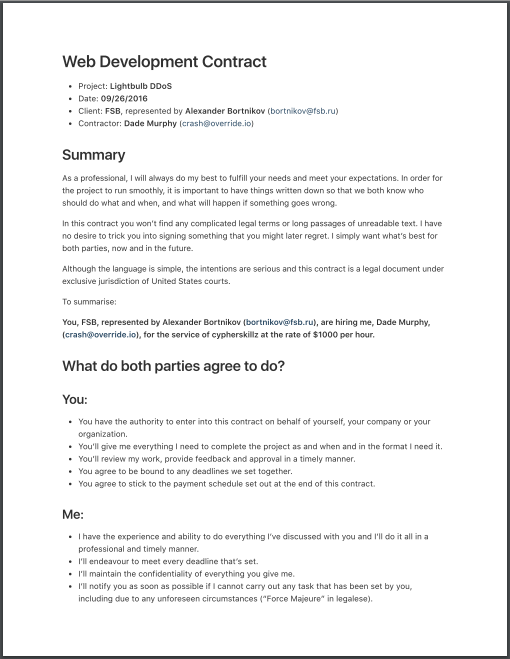 Web Development Contract
• Project: Lightbulb DDoS
• Date: 09/26/2016
• Client: FSB, represented by Alexander Bortnikov (bortnikov@fsb.ru)
• Contractor: Dade Murphy (crash@override.io)
Summary
As a professional, I will always do my best to fulfill your needs and meet your expectations. In order for
the project to run smoothly, it is important to have things written down so that we both know who
should do what and when, and what will happen if something goes wrong.
In this contract you won't find any complicated legal terms or long passages of unreadable text. I have
no desire to trick you into signing something that you might later regret. I simply want what's best for
both parties, now and in the future.
Although the language is simple, the intentions are serious and this contract is a legal document under
exclusive jurisdiction of United States courts.
To summarise:
You, FSB, represented by Alexander Bortnikov (bortnikov@fsb.ru), are hiring me, Dade Murphy,
(crash@override.io), for the service of cypherskillz at the rate of $1000 per hour.
What do both parties agree to do?
You:
• You have the authority to enter into this contract on behalf of yourself, your company or your
organization.
• You'll give me everything I need to complete the project as and when and in the format I need it.
• You'll review my work, provide feedback and approval in a timely manner.
• You agree to be bound to any deadlines we set together.
• You agree to stick to the payment schedule set out at the end of this contract.
Me:
• I have the experience and ability to do everything I've discussed with you and I'll do it all in a
professional and timely manner.
• I'll endeavour to meet every deadline that's set.
• I'll maintain the confidentiality of everything you give me.
• I'll notify you as soon as possible if I cannot carry out any task that has been set by you,
including due to any unforeseen circumstances ("Force Majeure" in legalese).